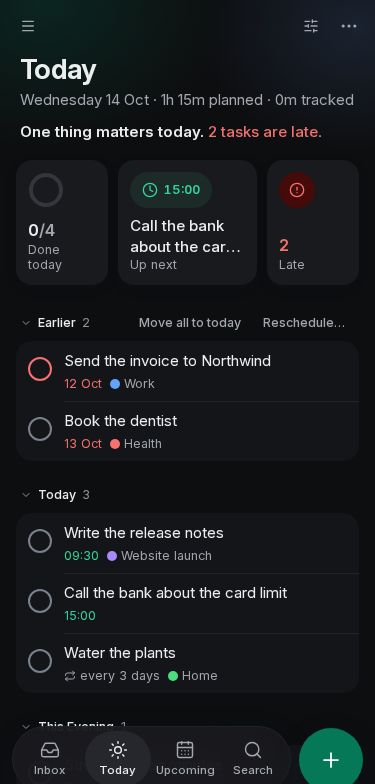 Today
Wednesday 14 Oct · 1h 15m planned · 0m tracked
One thing matters today. 2 tasks are late.
0/4
Done
today
15:00
Call the bank
about the car…
Up next
2
Late
Earlier 2
Move all to today
Reschedule…
Send the invoice to Northwind
12 Oct Work
Book the dentist
13 Oct Health
Today 3
Write the release notes
09:30 Website launch
Call the bank about the card limit
15:00
Water the plants
every 3 days Home
This Evening 1
Inbox
Today
Upcoming
Search